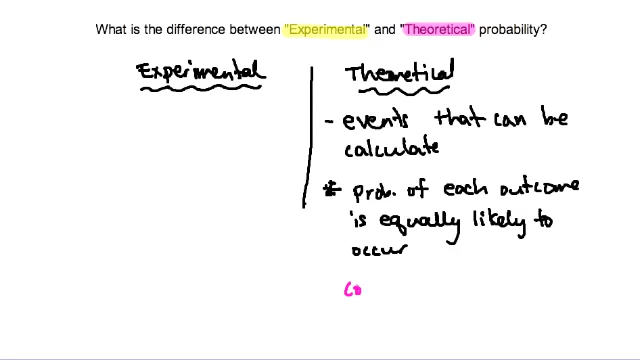 What is the difference between "Experimental" and "Theoretical" probability?
Experimental
Theoretical
- events that can be
calculate
* prob. of each outcome
is equally likely to
occur
(o